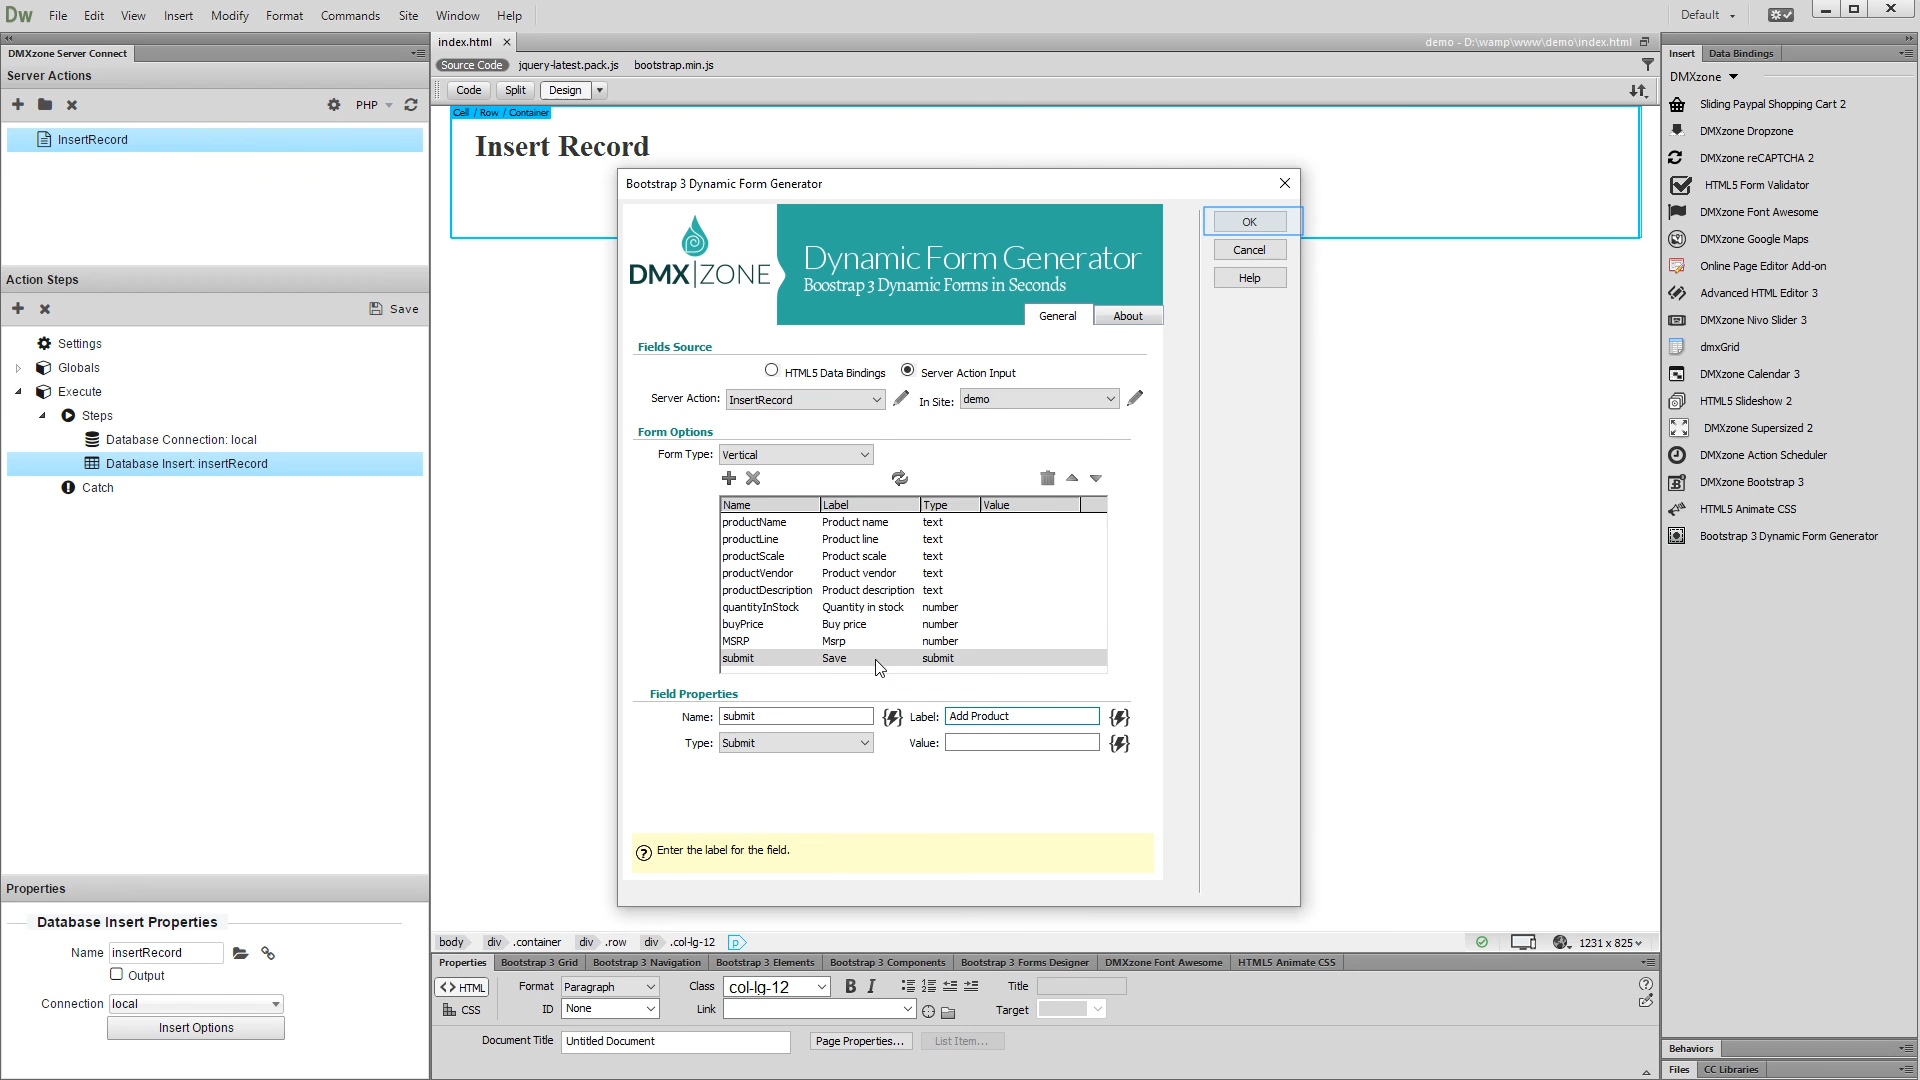 Dw File Edit View Insert Modify Format Commands Site Window Help Default
DMXzone Server Connect
Server Actions
PHP
InsertRecord
Action Steps
Save
Settings
Globals
Execute
Steps
Database Connection: local
Database Insert: insertRecord
Catch
Properties
Database Insert Properties
Name insertRecord
Output
Connection local
Insert Options
index.html
demo - D:\wamp\www\demo\index.html
Source Code jquery-latest.pack.js bootstrap.min.js
Code Split Design
Cell / Row / Container
Insert Record
Bootstrap 3 Dynamic Form Generator
DMX|ZONE
Dynamic Form Generator
Boostrap 3 Dynamic Forms in Seconds
General About
OK
Cancel
Help
Fields Source
HTML5 Data Bindings Server Action Input
Server Action: InsertRecord In Site: demo
Form Options
Form Type: Vertical
Name Label Type Value
productName Product name text
productLine Product line text
productScale Product scale text
productVendor Product vendor text
productDescription Product description text
quantityInStock Quantity in stock number
buyPrice Buy price number
MSRP Msrp number
submit Save submit
Field Properties
Name: submit Label: Add Product
Type: Submit Value:
Enter the label for the field.
body div .container div .row div .col-lg-12 p
1231 x 825
Properties Bootstrap 3 Grid Bootstrap 3 Navigation Bootstrap 3 Elements Bootstrap 3 Components Bootstrap 3 Forms Designer DMXzone Font Awesome HTML5 Animate CSS
<> HTML Format Paragraph Class col-lg-12 B I Title
CSS ID None Link Target
Document Title Untitled Document Page Properties... List Item...
Insert Data Bindings
DMXzone
Sliding Paypal Shopping Cart 2
DMXzone Dropzone
DMXzone reCAPTCHA 2
HTML5 Form Validator
DMXzone Font Awesome
DMXzone Google Maps
Online Page Editor Add-on
Advanced HTML Editor 3
DMXzone Nivo Slider 3
dmxGrid
DMXzone Calendar 3
HTML5 Slideshow 2
DMXzone Supersized 2
DMXzone Action Scheduler
DMXzone Bootstrap 3
HTML5 Animate CSS
Bootstrap 3 Dynamic Form Generator
Behaviors
Files CC Libraries